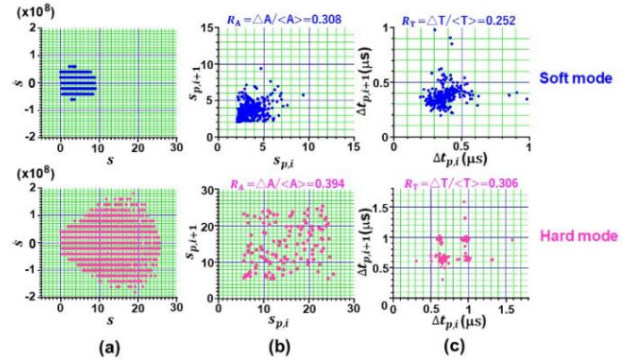 (×10⁸) R_A=△A/<A>=0.308 R_T=△T/<T>=0.252
2 15 1
1 10
ṡ 0 s_{p,i+1} Δt_{p,i+1}(μs) 0.5 Soft mode
-1 5
-2 0 0
0 10 20 30 0 5 10 15 0 0.5 1
s s_{p,i} Δt_{p,i}(μs)
(×10⁸) R_A=△A/<A>=0.394 R_T=△T/<T>=0.306
2 30
1 20 1.5
ṡ 0 s_{p,i+1} Δt_{p,i+1}(μs) 1 Hard mode
-1 10 0.5
-2 0 0
0 10 20 30 0 10 20 30 0 0.5 1 1.5
s s_{p,i} Δt_{p,i}(μs)
(a) (b) (c)